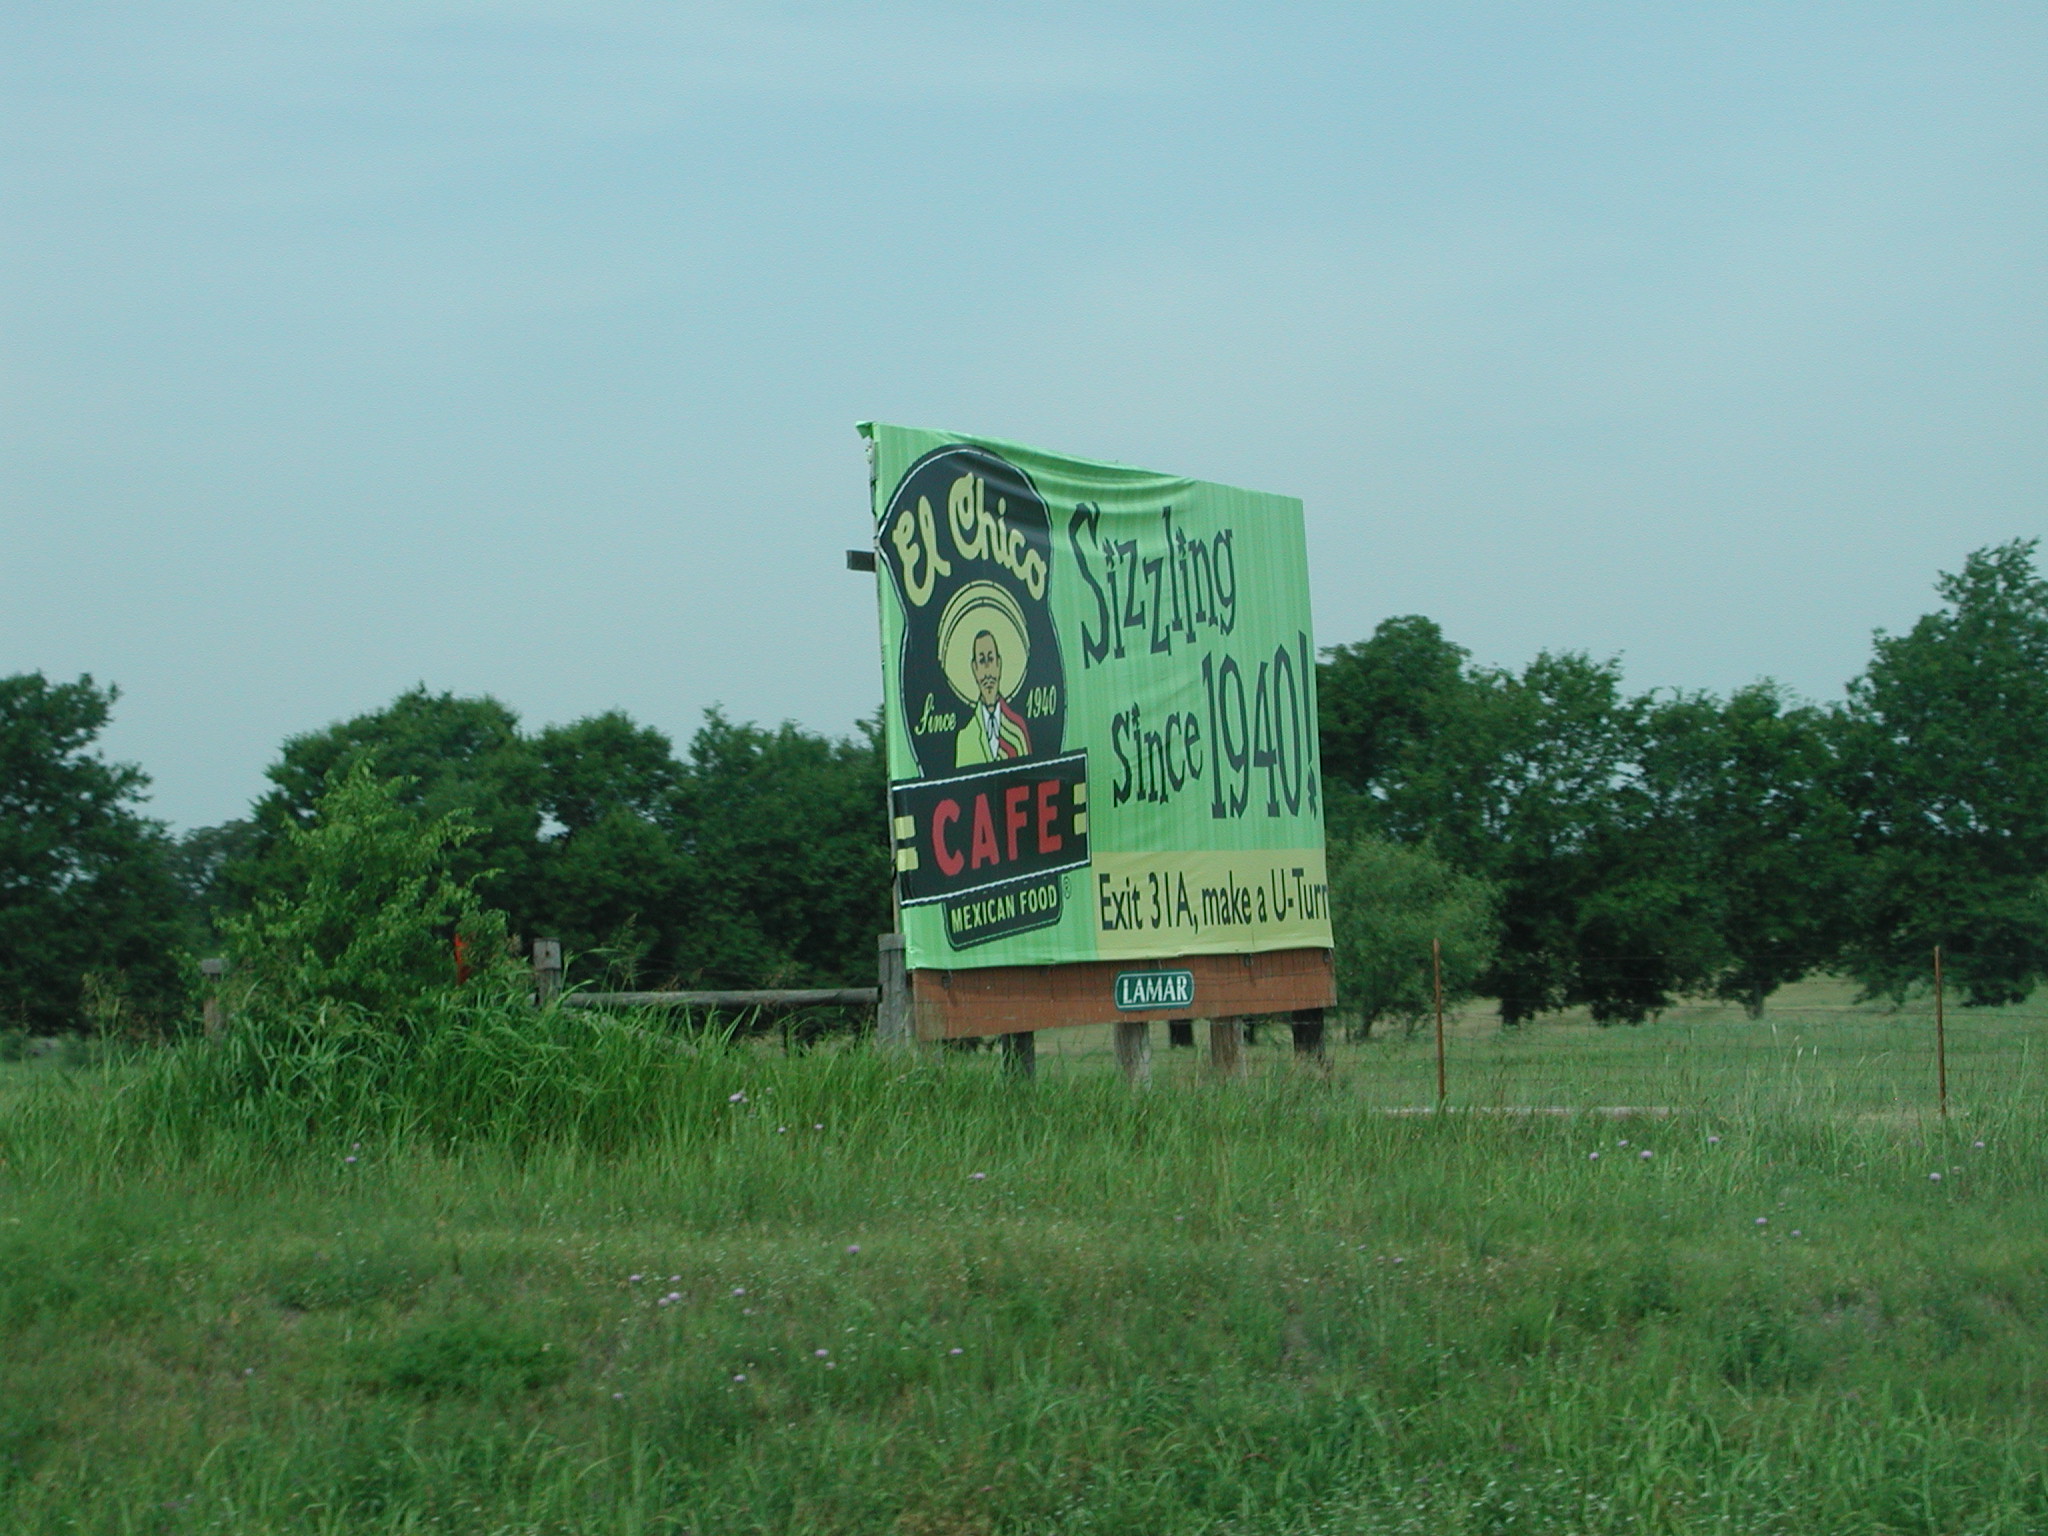 El Chico
Since 1940
CAFE
MEXICAN FOOD ®
Sizzling
since 1940!
Exit 31A, make a U-Turn
LAMAR